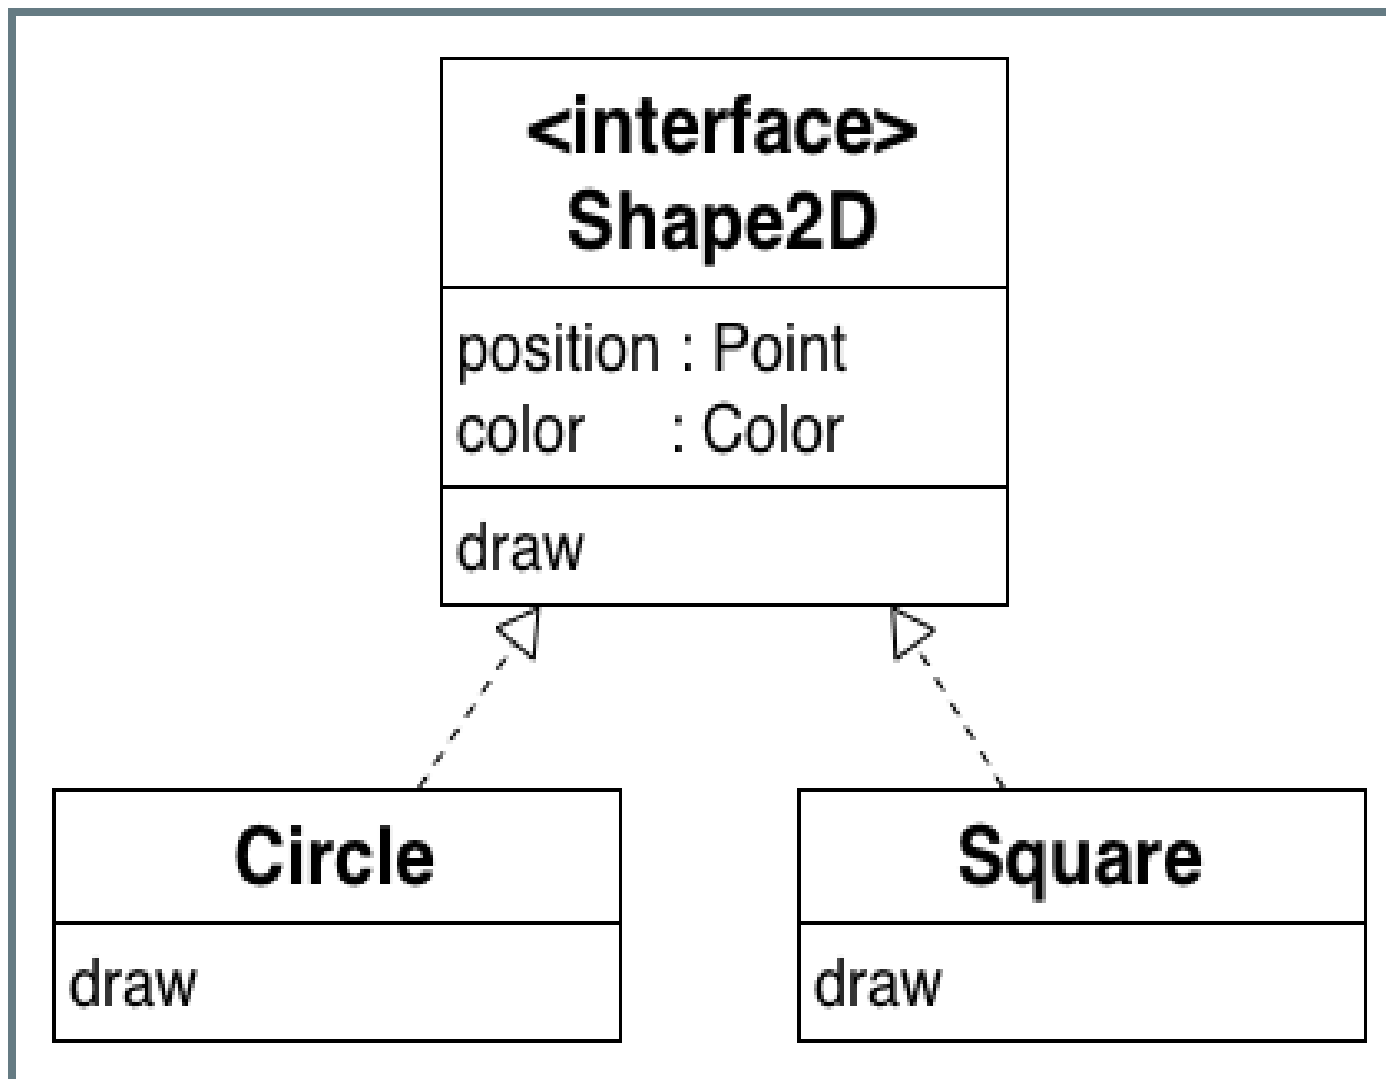 <interface>
Shape2D
position : Point
color : Color
draw
Circle
draw
Square
draw